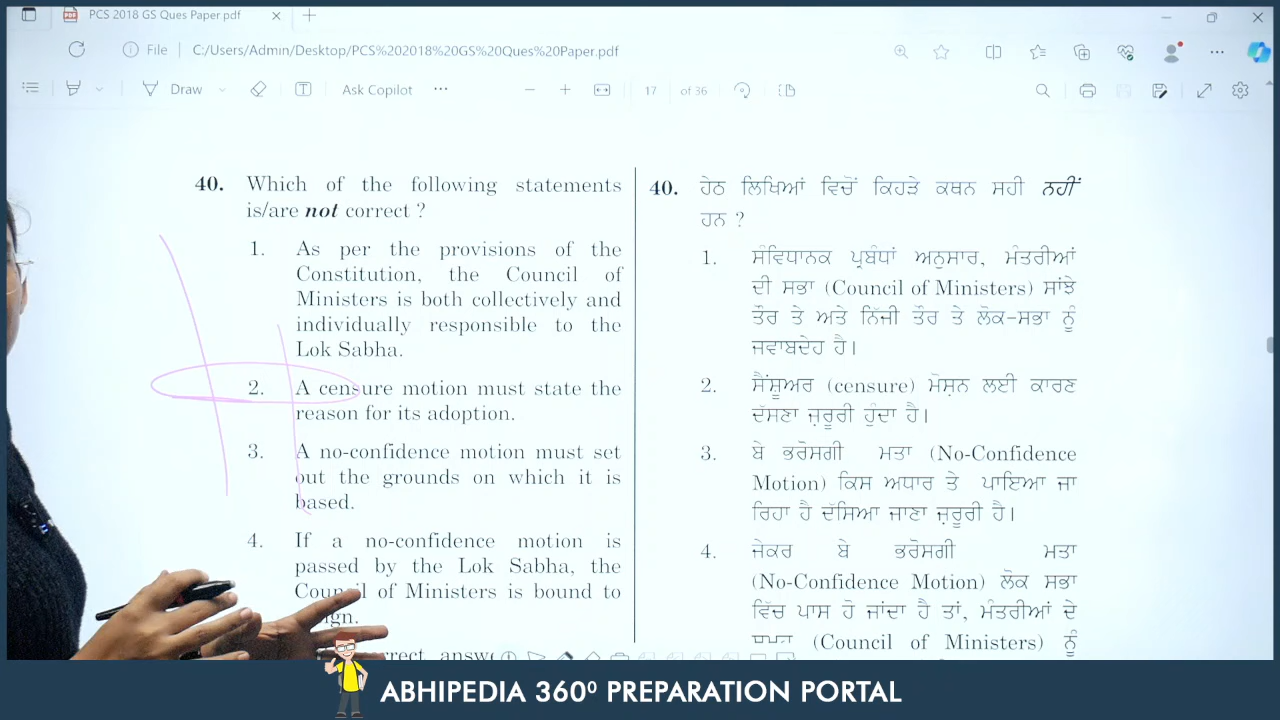 PCS 2018 GS Ques Paper.pdf
File
C:/Users/Admin/Desktop/PCS%202018%20GS%20Ques%20Paper.pdf
Draw
Ask Copilot
17 of 36
40. Which of the following statements
is/are not correct ?
1. As per the provisions of the
Constitution, the Council of
Ministers is both collectively and
individually responsible to the
Lok Sabha.
2. A censure motion must state the
reason for its adoption.
3. A no-confidence motion must set
out the grounds on which it is
based.
4. If a no-confidence motion is
passed by the Lok Sabha, the
Council of Ministers is bound to
40. ਹੇਠ ਲਿਖਿਆਂ ਵਿਚੋਂ ਕਿਹੜੇ ਕਥਨ ਸਹੀ ਨਹੀਂ
ਹਨ ?
1. ਸੰਵਿਧਾਨਕ ਪ੍ਰਬੰਧਾਂ ਅਨੁਸਾਰ, ਮੰਤਰੀਆਂ
ਦੀ ਸਭਾ (Council of Ministers) ਸਾਂਝੇ
ਤੌਰ ਤੇ ਅਤੇ ਨਿੱਜੀ ਤੌਰ ਤੇ ਲੋਕ-ਸਭਾ ਨੂੰ
ਜਵਾਬਦੇਹ ਹੈ।
2. ਸੈਂਸ਼ੂਅਰ (censure) ਮੋਸ਼ਨ ਲਈ ਕਾਰਣ
ਦੱਸਣਾ ਜ਼ਰੂਰੀ ਹੁੰਦਾ ਹੈ।
3. ਬੇ ਭਰੋਸਗੀ ਮਤਾ (No-Confidence
Motion) ਕਿਸ ਅਧਾਰ ਤੇ ਪਾਇਆ ਜਾ
ਰਿਹਾ ਹੈ ਦੱਸਿਆ ਜਾਣਾ ਜ਼ਰੂਰੀ ਹੈ।
4. ਜੇਕਰ ਬੇ ਭਰੋਸਗੀ ਮਤਾ
(No-Confidence Motion) ਲੋਕ ਸਭਾ
ਵਿੱਚ ਪਾਸ ਹੋ ਜਾਂਦਾ ਹੈ ਤਾਂ, ਮੰਤਰੀਆਂ ਦੇ
(Council of Ministers) ਨੂੰ
ABHIPEDIA 360⁰ PREPARATION PORTAL